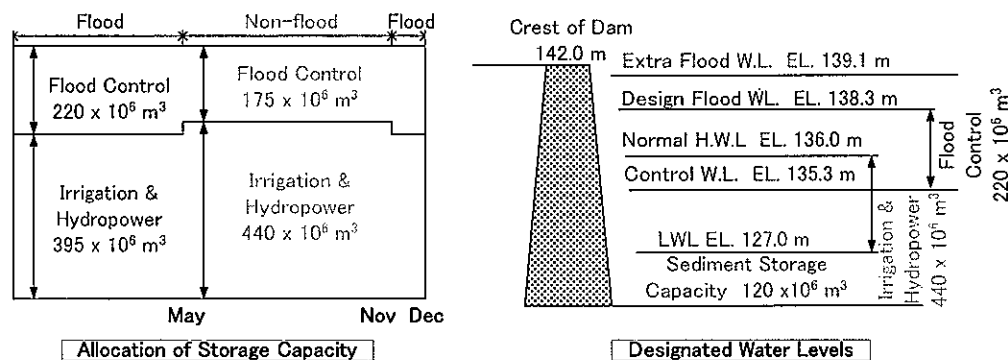 Flood
Non-flood
Flood
Flood Control
220 x 10⁶ m³
Flood Control
175 x 10⁶ m³
Irrigation &
Hydropower
395 x 10⁶ m³
Irrigation &
Hydropower
440 x 10⁶ m³
May
Nov Dec
Allocation of Storage Capacity
Crest of Dam
142.0 m
Extra Flood W.L. EL. 139.1 m
Design Flood WL. EL. 138.3 m
Normal H.W.L EL. 136.0 m
Control W.L. EL. 135.3 m
LWL EL. 127.0 m
Sediment Storage
Capacity 120 x10⁶ m³
Irrigation &
Hydropower
440 x 10⁶ m³
Flood
Control
220 x 10⁶ m³
Designated Water Levels